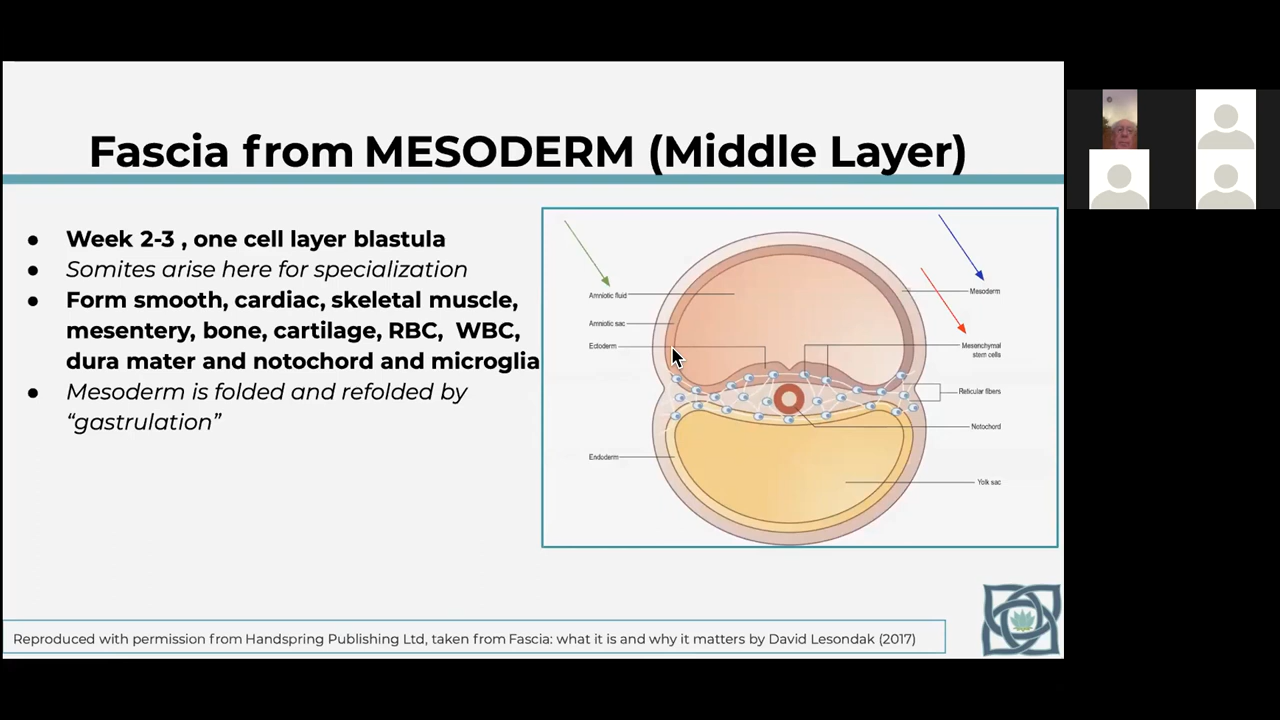 Fascia from MESODERM (Middle Layer)
● Week 2-3 , one cell layer blastula
● Somites arise here for specialization
● Form smooth, cardiac, skeletal muscle,
mesentery, bone, cartilage, RBC, WBC,
dura mater and notochord and microglia
● Mesoderm is folded and refolded by
“gastrulation”
Amniotic fluid
Amniotic sac
Ectoderm
Endoderm
Mesoderm
Mesenchymal
stem cells
Reticular fibers
Notochord
Yolk sac
Reproduced with permission from Handspring Publishing Ltd, taken from Fascia: what it is and why it matters by David Lesondak (2017)